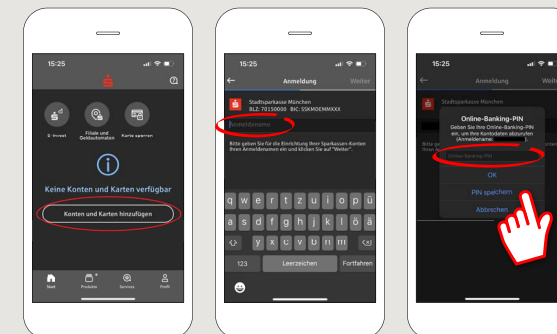 15:25
S-Invest
Filiale und
Geldautomaten
Karte sperren
Keine Konten und Karten verfügbar
Konten und Karten hinzufügen
Start
Produkte
Services
Profil
15:25
Anmeldung
Weiter
Stadtsparkasse München
BLZ: 70150000 BIC: SSKMDEMMXXX
Anmeldename
Bitte geben Sie für die Einrichtung Ihrer Sparkassen-Konten
Ihren Anmeldenamen ein und klicken Sie auf "Weiter".
q w e r t z u i o p ü
a s d f g h j k l ö ä
y x c v b n m
123
Leerzeichen
Fortfahren
15:25
Anmeldung
Weiter
Stadtsparkasse München
Online-Banking-PIN
Geben Sie Ihre Online-Banking-PIN
ein, um Ihre Kontodaten abzurufen
(Anmeldename: ).
Online-Banking-PIN
OK
PIN speichern
Abbrechen